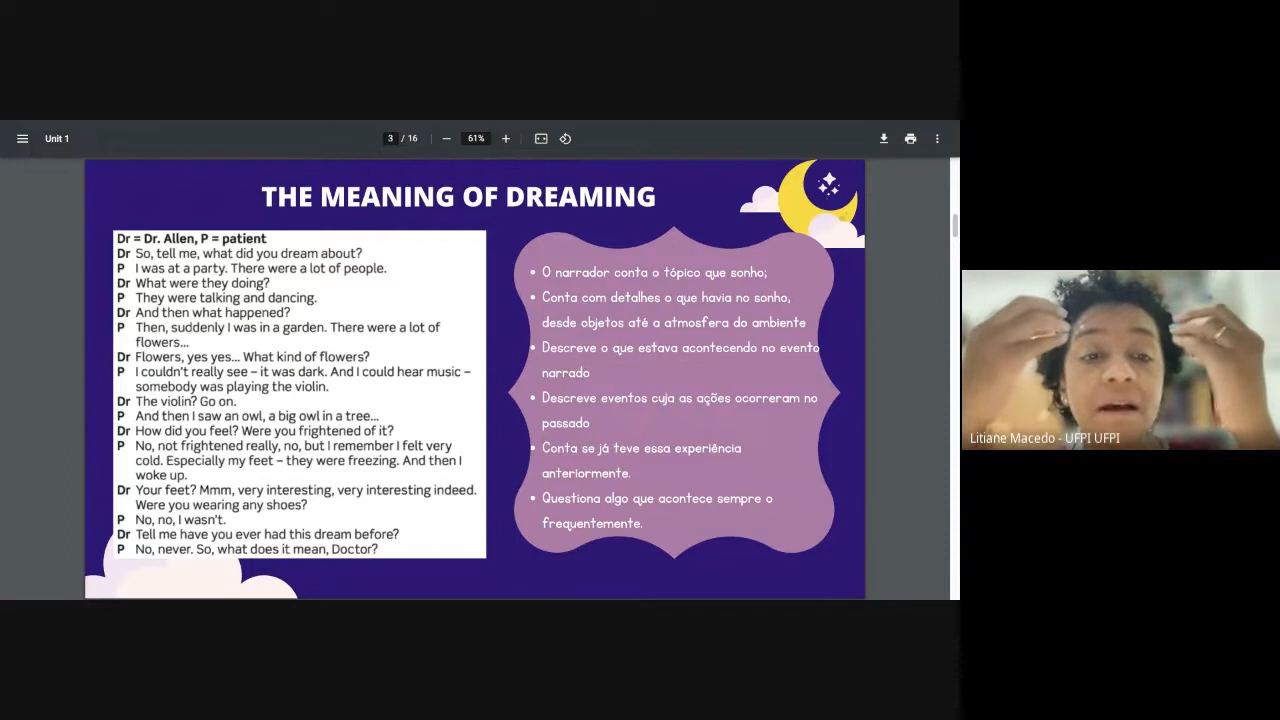 Unit 1
3 / 16
61%
THE MEANING OF DREAMING
Dr = Dr. Allen, P = patient
Dr So, tell me, what did you dream about?
P I was at a party. There were a lot of people.
Dr What were they doing?
P They were talking and dancing.
Dr And then what happened?
P Then, suddenly I was in a garden. There were a lot of
flowers...
Dr Flowers, yes yes... What kind of flowers?
P I couldn't really see – it was dark. And I could hear music –
somebody was playing the violin.
Dr The violin? Go on.
P And then I saw an owl, a big owl in a tree...
Dr How did you feel? Were you frightened of it?
P No, not frightened really, no, but I remember I felt very
cold. Especially my feet – they were freezing. And then I
woke up.
Dr Your feet? Mmm, very interesting, very interesting indeed.
Were you wearing any shoes?
P No, no, I wasn't.
Dr Tell me have you ever had this dream before?
P No, never. So, what does it mean, Doctor?
• O narrador conta o tópico que sonho;
• Conta com detalhes o que havia no sonho,
desde objetos até a atmosfera do ambiente
• Descreve o que estava acontecendo no evento
narrado
• Descreve eventos cuja as ações ocorreram no
passado
• Conta se já teve essa experiência
anteriormente.
• Questiona algo que acontece sempre o
frequentemente.
Litiane Macedo - UFPI UFPI